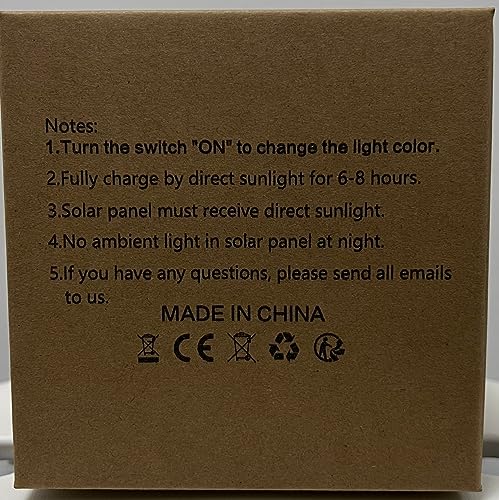 Notes:
1.Turn the switch "ON" to change the light color.
2.Fully charge by direct sunlight for 6-8 hours.
3.Solar panel must receive direct sunlight.
4.No ambient light in solar panel at night.
5.If you have any questions, please send all emails
to us.
MADE IN CHINA
CE